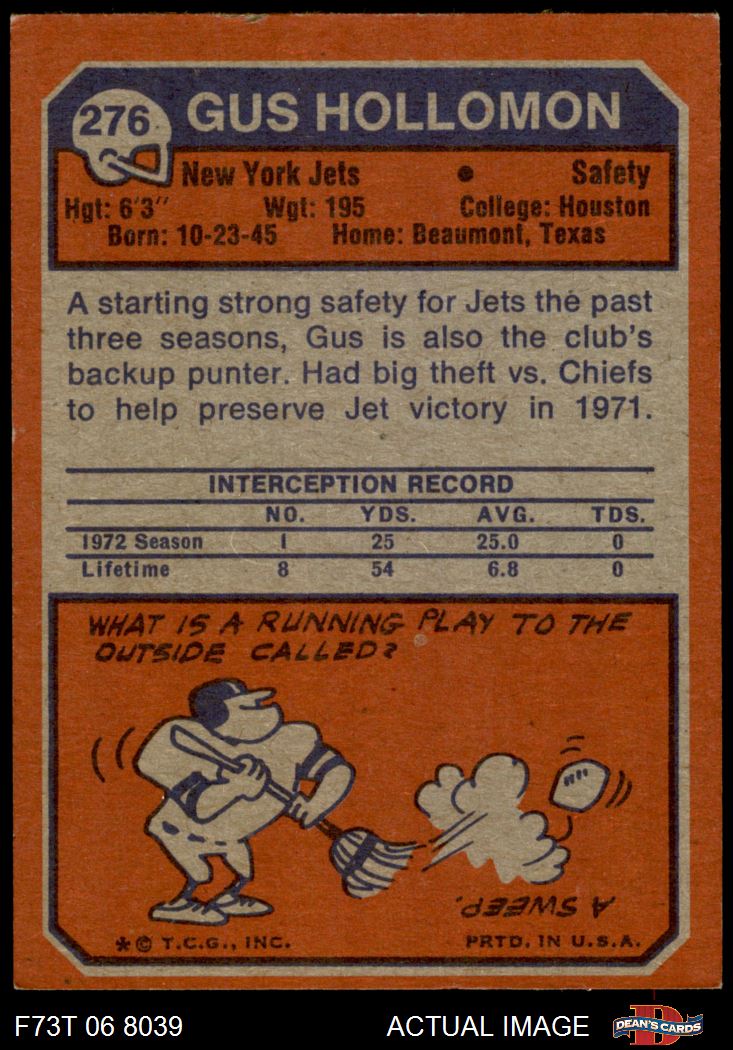 276 GUS HOLLOMON
New York Jets • Safety
Hgt: 6'3" Wgt: 195 College: Houston
Born: 10-23-45 Home: Beaumont, Texas
A starting strong safety for Jets the past
three seasons, Gus is also the club's
backup punter. Had big theft vs. Chiefs
to help preserve Jet victory in 1971.
INTERCEPTION RECORD
NO. YDS. AVG. TDS.
1972 Season 1 25 25.0 0
Lifetime 8 54 6.8 0
WHAT IS A RUNNING PLAY TO THE
OUTSIDE CALLED?
A SWEEP.
*© T.C.G., INC. PRTD. IN U.S.A.
F73T 06 8039 ACTUAL IMAGE DEAN'S CARDS